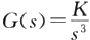 G(s) = K/s³